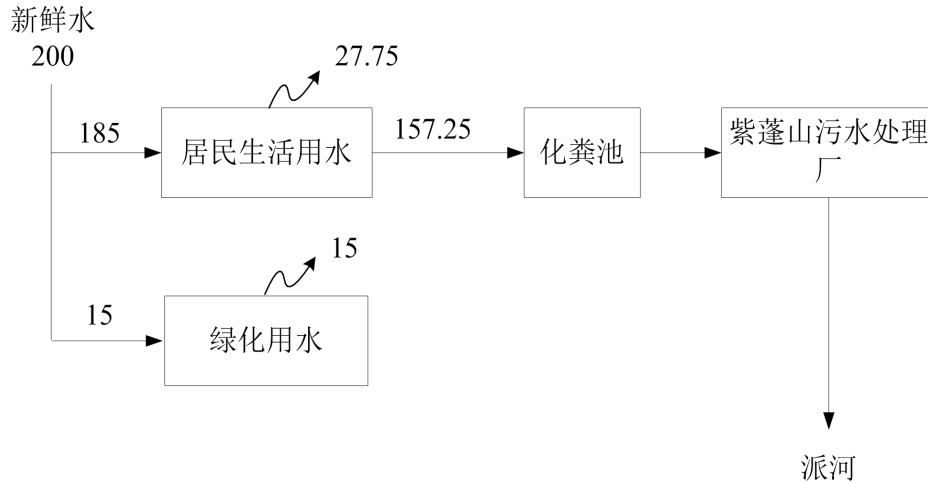 新鲜水
200
27.75
185
居民生活用水
157.25
化粪池
紫蓬山污水处理
厂
15
15
绿化用水
派河